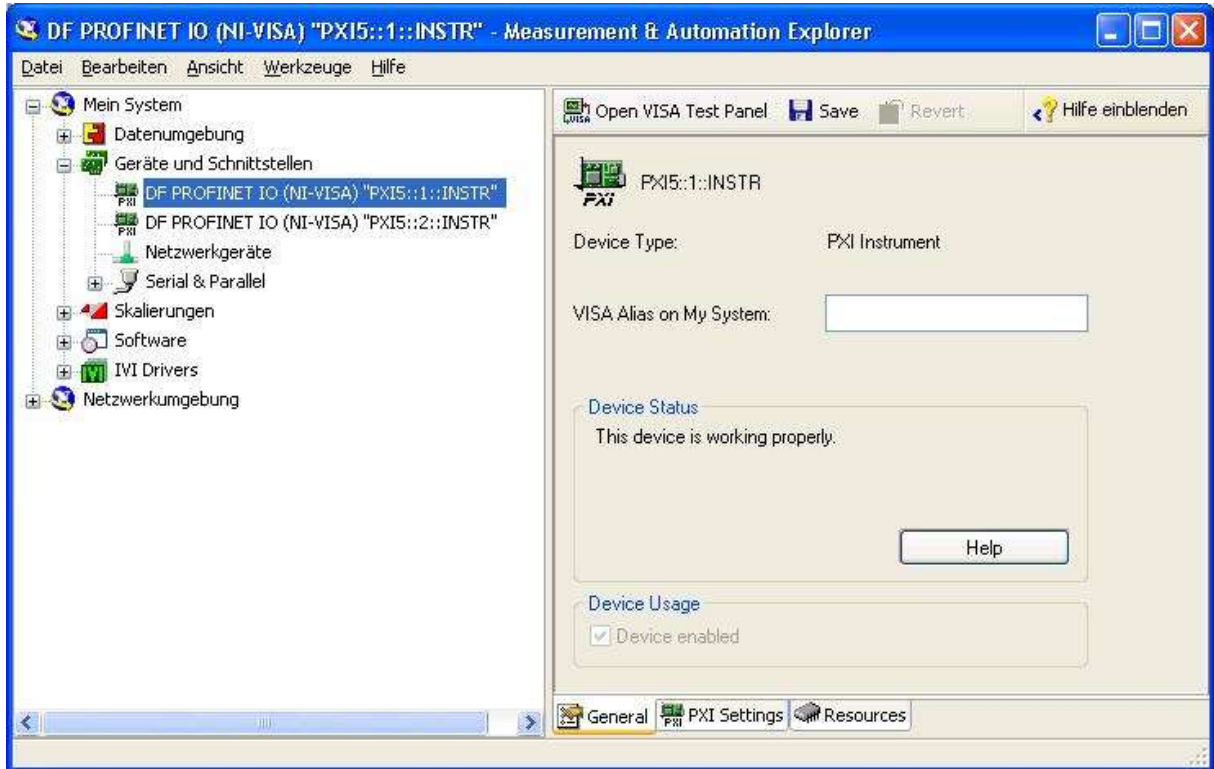 DF PROFINET IO (NI-VISA) "PXI5::1::INSTR" - Measurement & Automation Explorer
Datei Bearbeiten Ansicht Werkzeuge Hilfe
Mein System
Datenumgebung
Geräte und Schnittstellen
DF PROFINET IO (NI-VISA) "PXI5::1::INSTR"
DF PROFINET IO (NI-VISA) "PXI5::2::INSTR"
Netzwerkgeräte
Serial & Parallel
Skalierungen
Software
IVI Drivers
Netzwerkumgebung
Open VISA Test Panel Save Revert Hilfe einblenden
PXI
PXI5::1::INSTR
Device Type: PXI Instrument
VISA Alias on My System:
Device Status
This device is working properly.
Help
Device Usage
Device enabled
General PXI Settings Resources